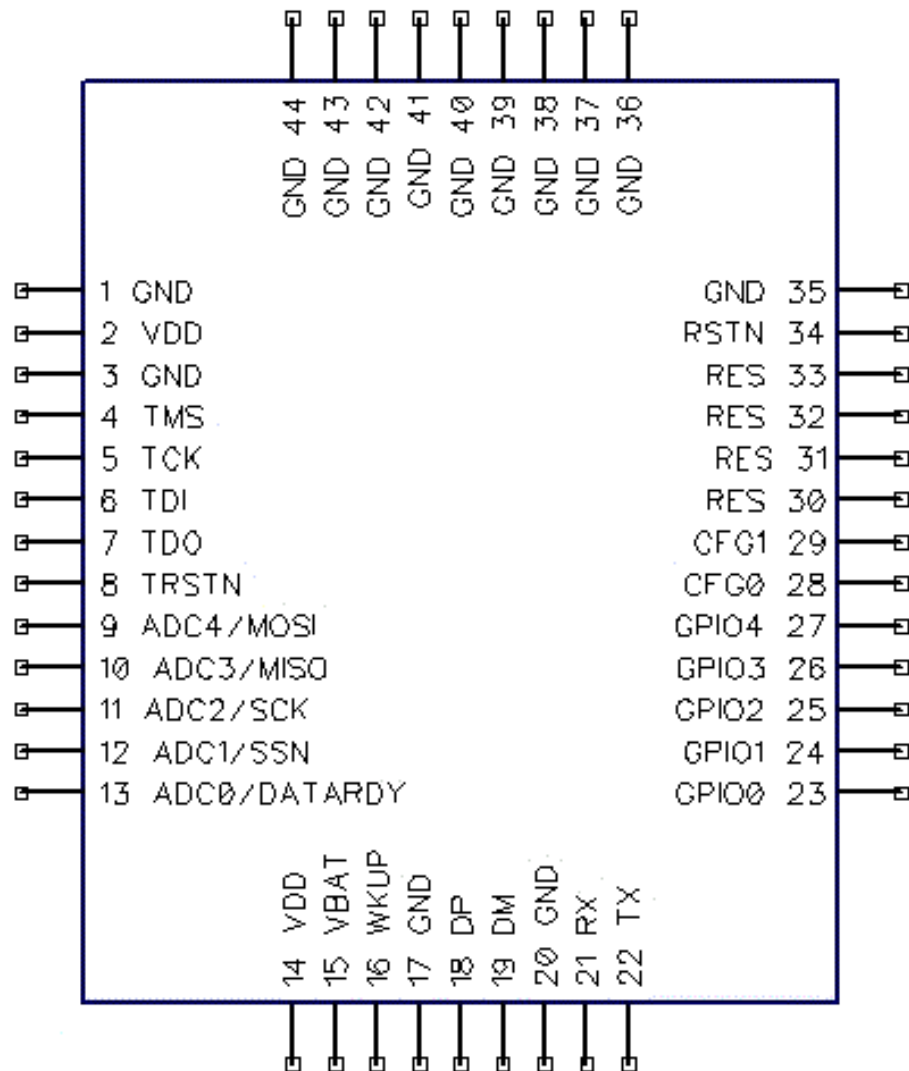 GND 44
GND 43
GND 42
GND 41
GND 40
GND 39
GND 38
GND 37
GND 36
1 GND
2 VDD
3 GND
4 TMS
5 TCK
6 TDI
7 TDO
8 TRSTN
9 ADC4/MOSI
10 ADC3/MISO
11 ADC2/SCK
12 ADC1/SSN
13 ADC0/DATARDY
GND 35
RSTN 34
RES 33
RES 32
RES 31
RES 30
CFG1 29
CFG0 28
GPIO4 27
GPIO3 26
GPIO2 25
GPIO1 24
GPIO0 23
14 VDD
15 VBAT
16 WKUP
17 GND
18 DP
19 DM
20 GND
21 RX
22 TX